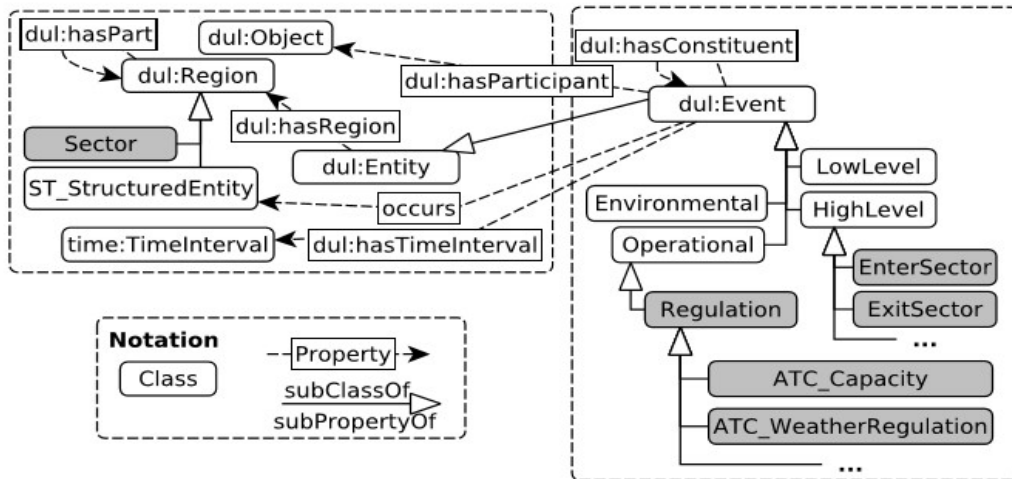 dul:hasPart
dul:Object
dul:Region
dul:hasParticipant
dul:hasRegion
Sector
dul:Entity
ST_StructuredEntity
occurs
time:TimeInterval
dul:hasTimeInterval
dul:hasConstituent
dul:Event
LowLevel
Environmental
HighLevel
Operational
EnterSector
Regulation
ExitSector
...
ATC_Capacity
ATC_WeatherRegulation
...
Notation
Property
Class
subClassOf
subPropertyOf